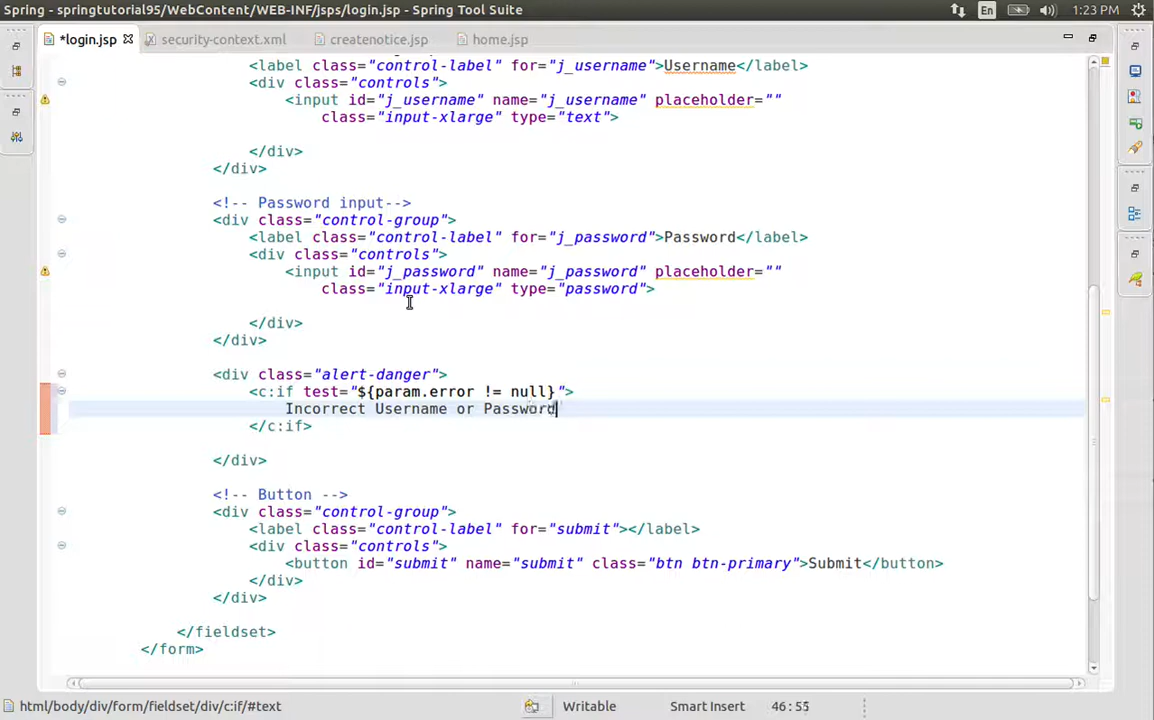 Spring - springtutorial95/WebContent/WEB-INF/jsps/login.jsp - Spring Tool Suite
En
1:23 PM
*login.jsp
security-context.xml
createnotice.jsp
home.jsp
<label class="control-label" for="j_username">Username</label>
<div class="controls">
<input id="j_username" name="j_username" placeholder=""
class="input-xlarge" type="text">
</div>
</div>
<!-- Password input-->
<div class="control-group">
<label class="control-label" for="j_password">Password</label>
<div class="controls">
<input id="j_password" name="j_password" placeholder=""
class="input-xlarge" type="password">
</div>
</div>
<div class="alert-danger">
<c:if test="${param.error != null}">
Incorrect Username or Password
</c:if>
</div>
<!-- Button -->
<div class="control-group">
<label class="control-label" for="submit"></label>
<div class="controls">
<button id="submit" name="submit" class="btn btn-primary">Submit</button>
</div>
</div>
</fieldset>
</form>
html/body/div/form/fieldset/div/c:if/#text
Writable
Smart Insert
46:55